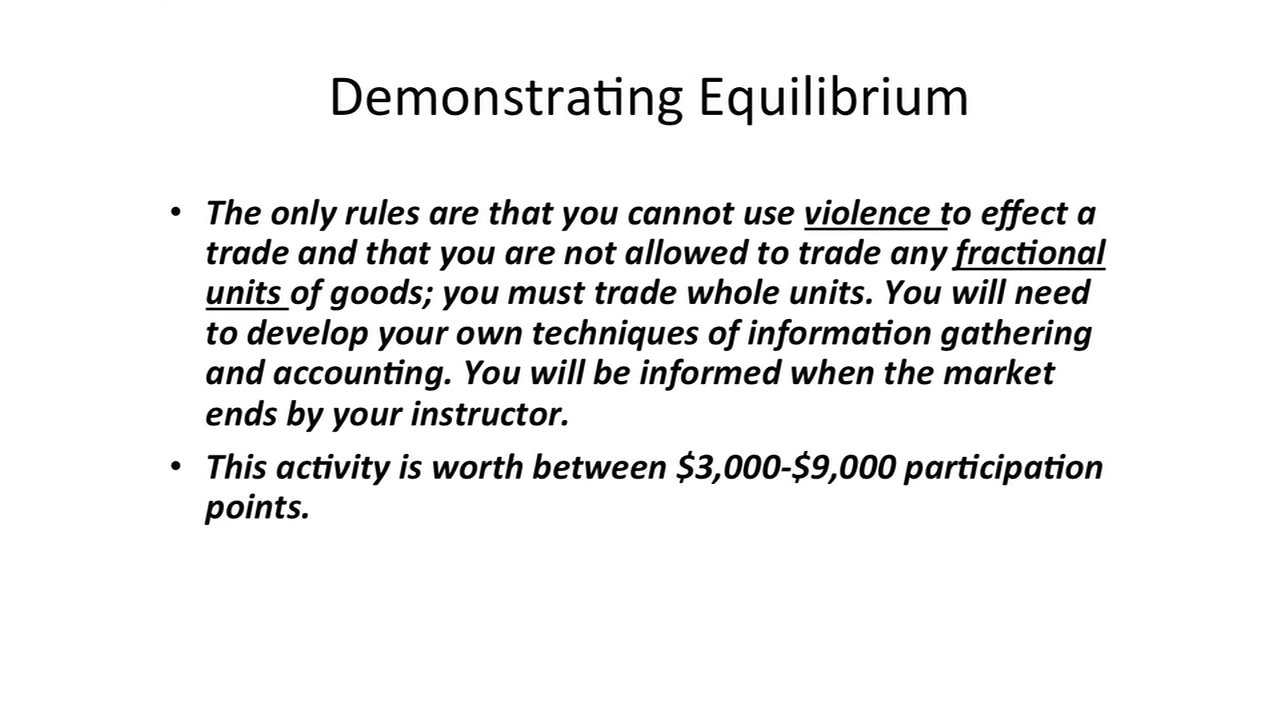 Demonstrating Equilibrium
• The only rules are that you cannot use violence to effect a
trade and that you are not allowed to trade any fractional
units of goods; you must trade whole units. You will need
to develop your own techniques of information gathering
and accounting. You will be informed when the market
ends by your instructor.
• This activity is worth between $3,000-$9,000 participation
points.